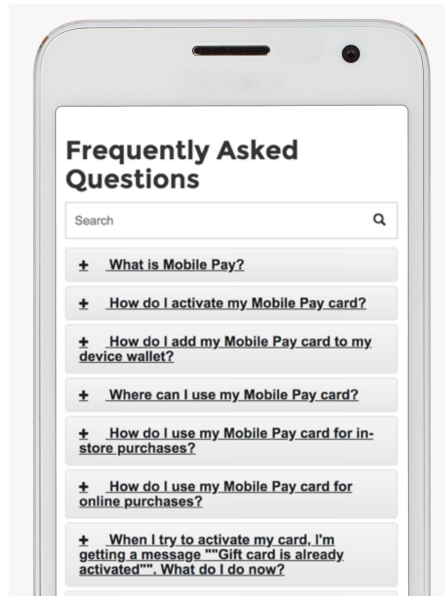 Frequently Asked
Questions
Search
+ What is Mobile Pay?
+ How do I activate my Mobile Pay card?
+ How do I add my Mobile Pay card to my
device wallet?
+ Where can I use my Mobile Pay card?
+ How do I use my Mobile Pay card for in-
store purchases?
+ How do I use my Mobile Pay card for
online purchases?
+ When I try to activate my card, I'm
getting a message ""Gift card is already
activated"". What do I do now?